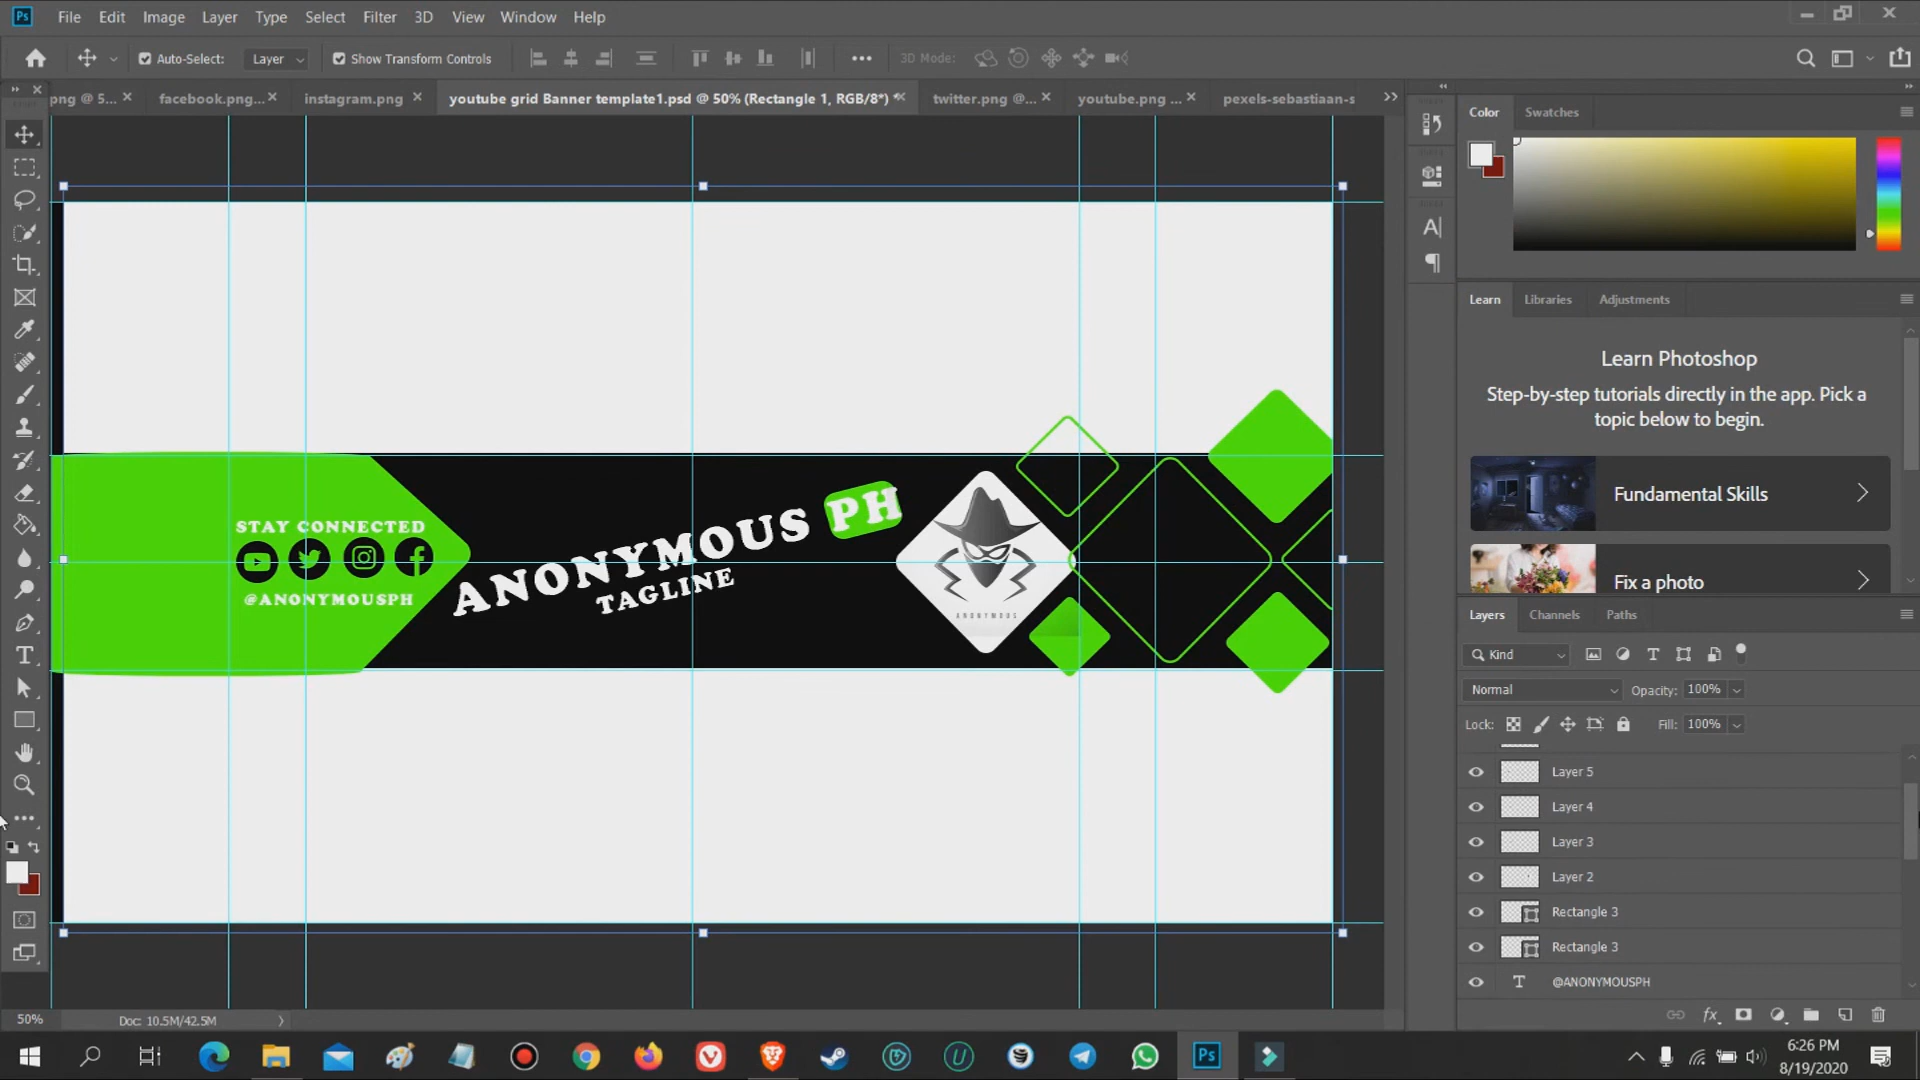 Ps File Edit Image Layer Type Select Filter 3D View Window Help
Auto-Select: Layer Show Transform Controls 3D Mode:
png @ 5... × facebook.png... × instagram.png × youtube grid Banner template1.psd @ 50% (Rectangle 1, RGB/8*) * × twitter.png @... × youtube.png ... × pexels-sebastiaan-s
Color Swatches
Learn Libraries Adjustments
Learn Photoshop
Step-by-step tutorials directly in the app. Pick a
topic below to begin.
Fundamental Skills
Fix a photo
STAY CONNECTED
@ANONYMOUSPH
ANONYMOUS PH
TAGLINE
ANONYMOUS
Layers Channels Paths
Kind
Normal Opacity: 100%
Lock: Fill: 100%
Layer 5
Layer 4
Layer 3
Layer 2
Rectangle 3
Rectangle 3
@ANONYMOUSPH
50% Doc: 10.5M/42.5M
6:26 PM
8/19/2020